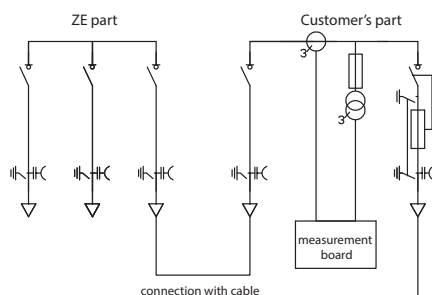 ZE part
Customer's part
3
3
measurement
board
connection with cable